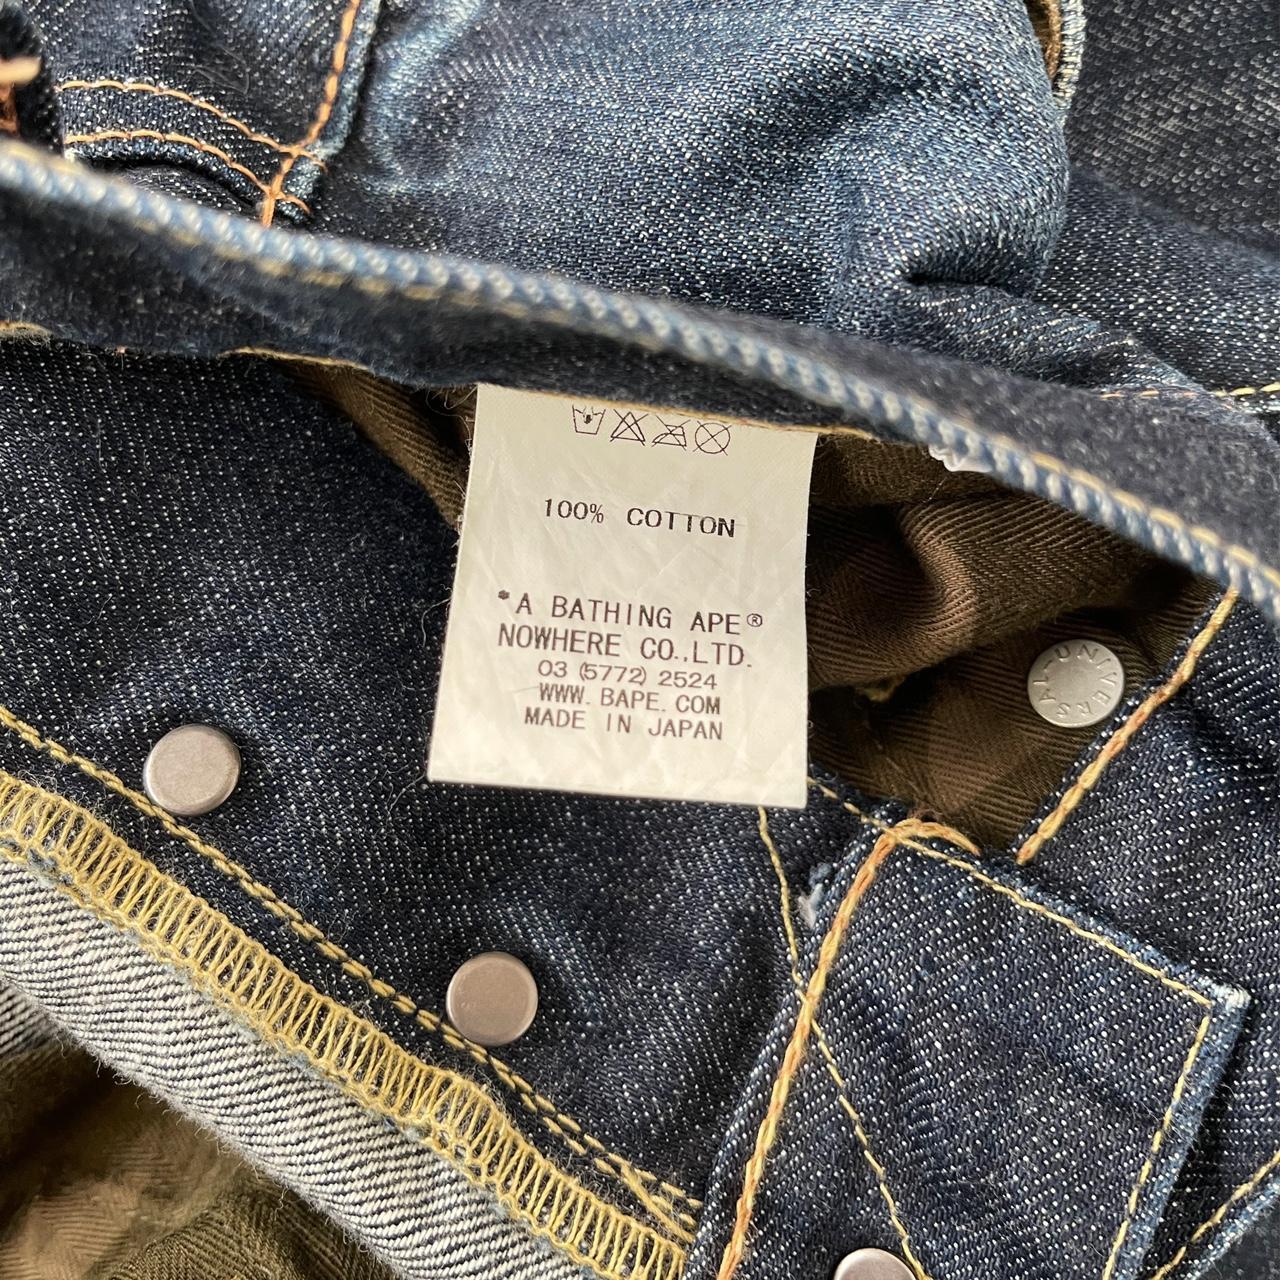 100% COTTON
*A BATHING APE®
NOWHERE CO.,LTD.
03 (5772) 2524
WWW. BAPE. COM
MADE IN JAPAN
UNIVERSAL